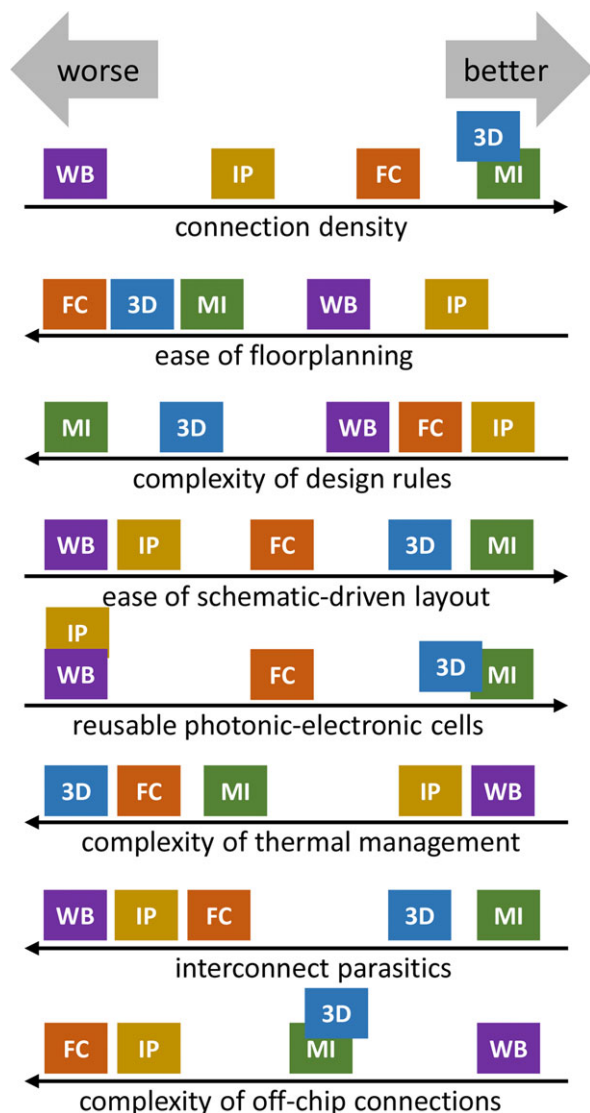 worse better
3D
WB IP FC MI
connection density
FC 3D MI WB IP
ease of floorplanning
MI 3D WB FC IP
complexity of design rules
WB IP FC 3D MI
ease of schematic-driven layout
IP
WB FC 3D MI
reusable photonic-electronic cells
3D FC MI IP WB
complexity of thermal management
WB IP FC 3D MI
interconnect parasitics
3D
FC IP MI WB
complexity of off-chip connections